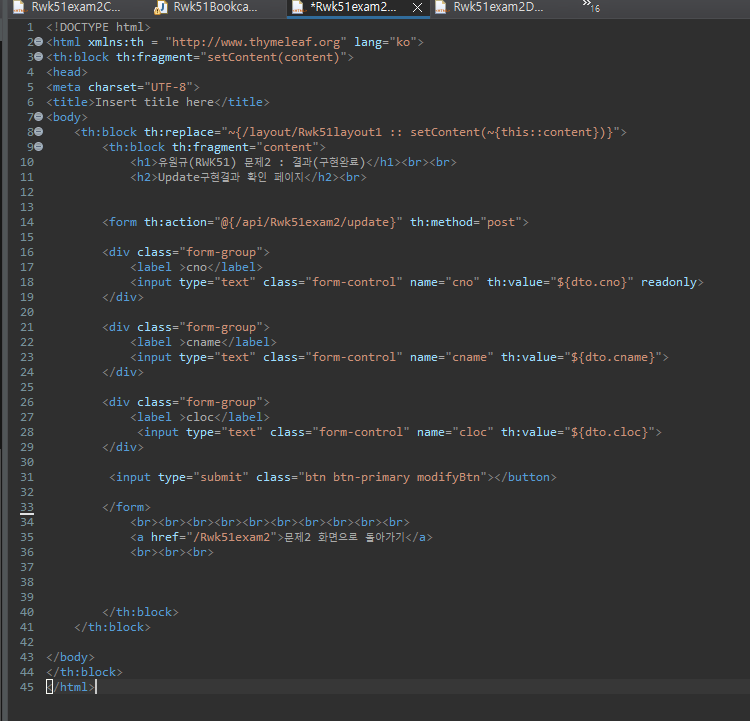 Rwk51exam2C... Rwk51Bookca... *Rwk51exam2... Rwk51exam2D... 16
1 <!DOCTYPE html>
2 <html xmlns:th = "http://www.thymeleaf.org" lang="ko">
3 <th:block th:fragment="setContent(content)">
4 <head>
5 <meta charset="UTF-8">
6 <title>Insert title here</title>
7 <body>
8 <th:block th:replace="~{/layout/Rwk51layout1 :: setContent(~{this::content})}">
9 <th:block th:fragment="content">
10 <h1>유원규(RWK51) 문제2 : 결과(구현완료)</h1><br><br>
11 <h2>Update구현결과 확인 페이지</h2><br>
12
13
14 <form th:action="@{/api/Rwk51exam2/update}" th:method="post">
15
16 <div class="form-group">
17 <label >cno</label>
18 <input type="text" class="form-control" name="cno" th:value="${dto.cno}" readonly>
19 </div>
20
21 <div class="form-group">
22 <label >cname</label>
23 <input type="text" class="form-control" name="cname" th:value="${dto.cname}">
24 </div>
25
26 <div class="form-group">
27 <label >cloc</label>
28 <input type="text" class="form-control" name="cloc" th:value="${dto.cloc}">
29 </div>
30
31 <input type="submit" class="btn btn-primary modifyBtn"></button>
32
33 </form>
34 <br><br><br><br><br><br><br><br><br><br>
35 <a href="/Rwk51exam2">문제2 화면으로 돌아가기</a>
36 <br><br><br>
37
38
39
40 </th:block>
41 </th:block>
42
43 </body>
44 </th:block>
45 </html>